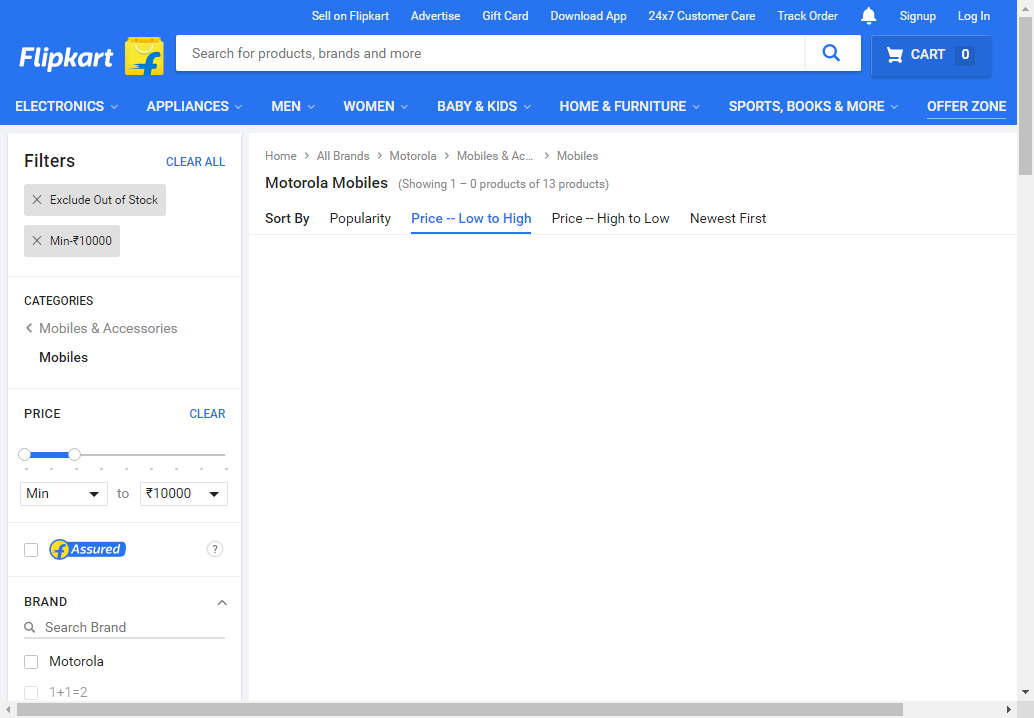 Sell on Flipkart Advertise Gift Card Download App 24x7 Customer Care Track Order Signup Log In
Flipkart Search for products, brands and more CART 0
ELECTRONICS APPLIANCES MEN WOMEN BABY & KIDS HOME & FURNITURE SPORTS, BOOKS & MORE OFFER ZONE
Filters CLEAR ALL
Exclude Out of Stock
Min-₹10000
CATEGORIES
Mobiles & Accessories
Mobiles
PRICE CLEAR
Min to ₹10000
Assured ?
BRAND
Search Brand
Motorola
1+1=2
Home All Brands Motorola Mobiles & Ac... Mobiles
Motorola Mobiles (Showing 1 – 0 products of 13 products)
Sort By Popularity Price -- Low to High Price -- High to Low Newest First